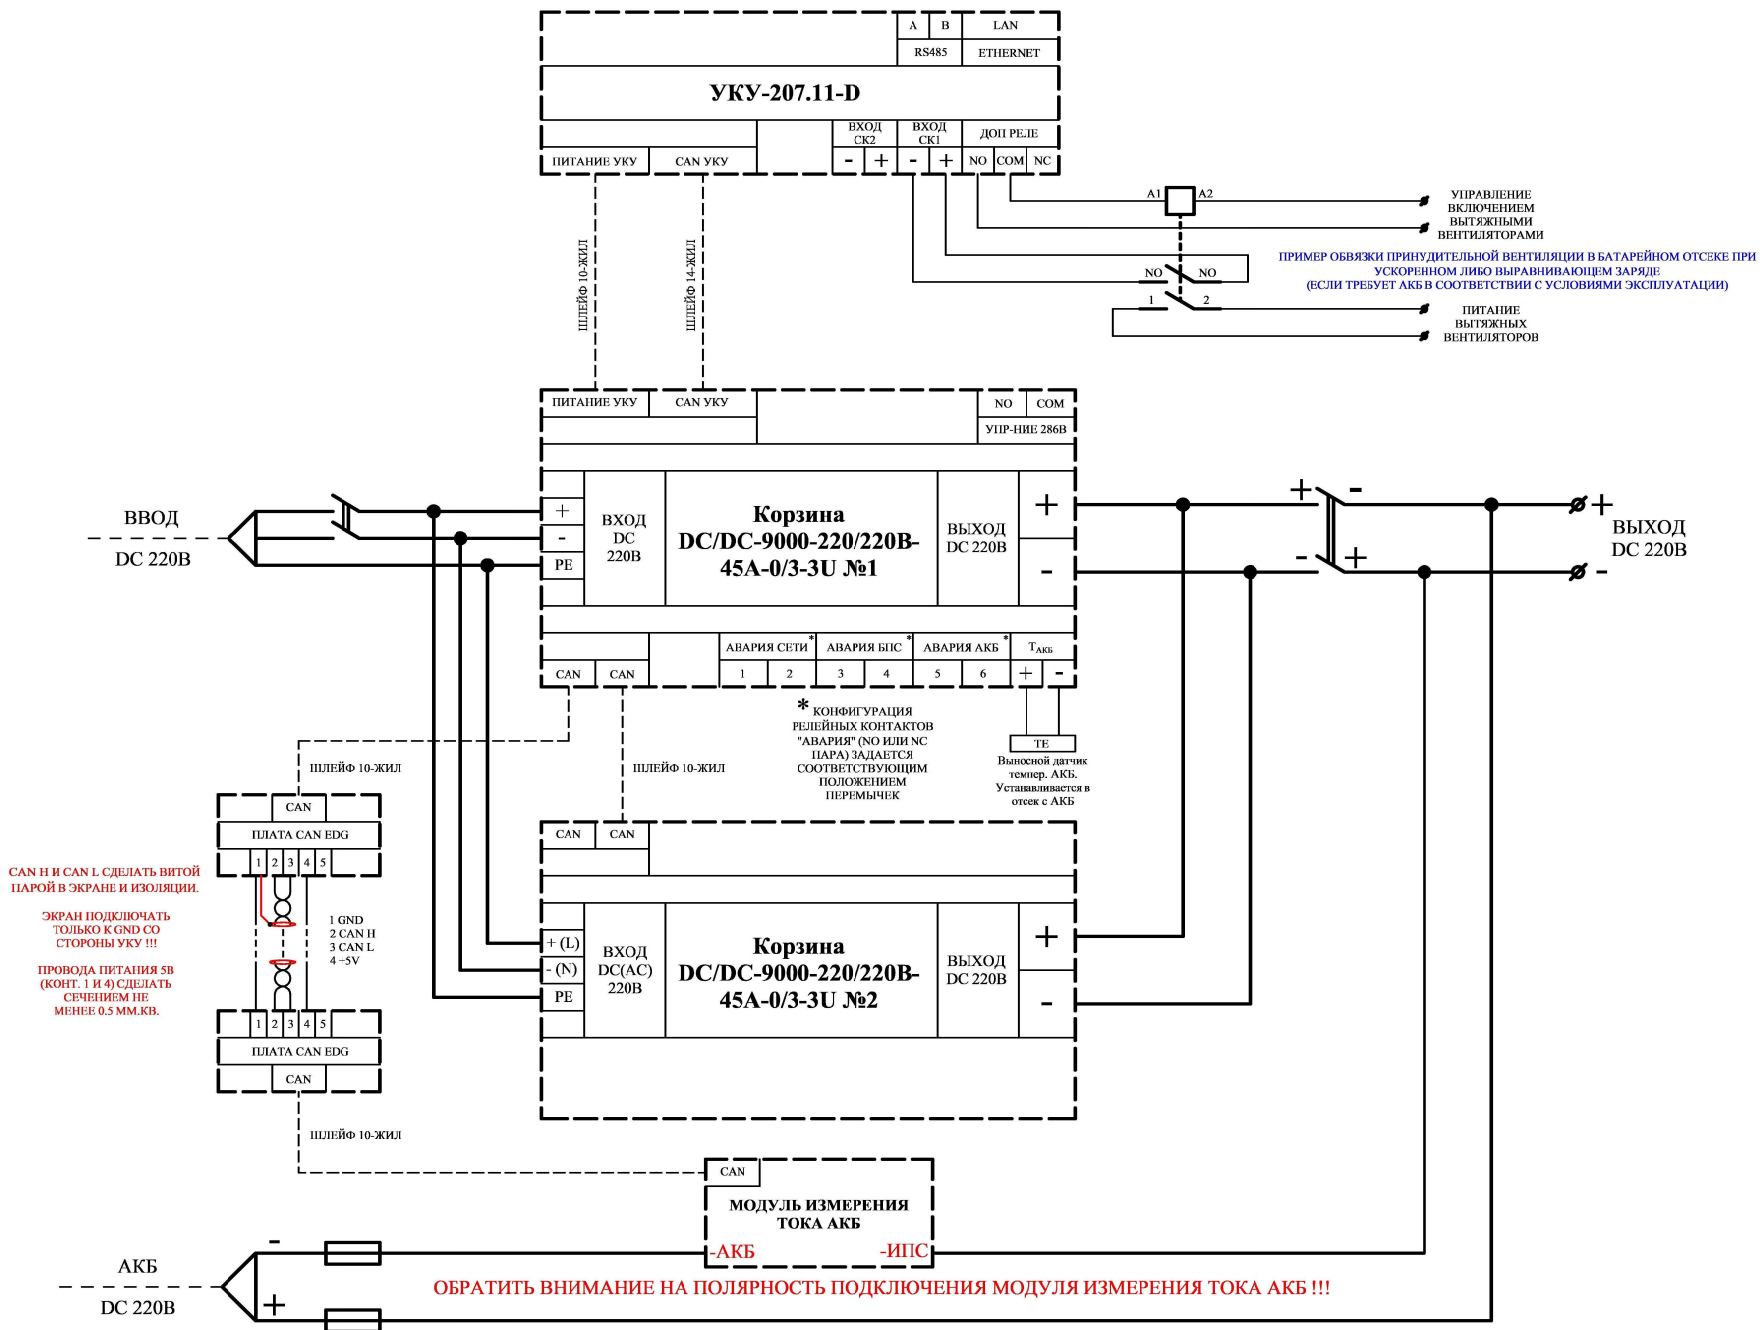 A B LAN
RS485 ETHERNET
УКУ-207.11-D
ВХОД СК2
ВХОД СК1
ДОП РЕЛЕ
ПИТАНИЕ УКУ CAN УКУ - + - + NO COM NC
ШЛЕЙФ 10-ЖИЛ
ШЛЕЙФ 14-ЖИЛ
A1 A2
УПРАВЛЕНИЕ
ВКЛЮЧЕНИЕМ
ВЫТЯЖНЫМИ
ВЕНТИЛЯТОРАМИ
ПРИМЕР ОБВЯЗКИ ПРИНУДИТЕЛЬНОЙ ВЕНТИЛЯЦИИ В БАТАРЕЙНОМ ОТСЕКЕ ПРИ
УСКОРЕННОМ ЛИБО ВЫРАВНИВАЮЩЕМ ЗАРЯДЕ
(ЕСЛИ ТРЕБУЕТ АКБ В СООТВЕТСТВИИ С УСЛОВИЯМИ ЭКСПЛУАТАЦИИ)
NO NO
1 2
ПИТАНИЕ
ВЫТЯЖНЫХ
ВЕНТИЛЯТОРОВ
ПИТАНИЕ УКУ CAN УКУ NO COM
УПР-НИЕ 286В
ВВОД
DC 220В
+
-
PE
ВХОД
DC
220В
Корзина
DC/DC-9000-220/220В-
45А-0/3-3U №1
ВЫХОД
DC 220В
+
-
+ -
- +
+
-
ВЫХОД
DC 220В
АВАРИЯ СЕТИ * АВАРИЯ БПС * АВАРИЯ АКБ * ТАКБ
CAN CAN 1 2 3 4 5 6 + -
* КОНФИГУРАЦИЯ
РЕЛЕЙНЫХ КОНТАКТОВ
"АВАРИЯ" (NO ИЛИ NC
ПАРА) ЗАДАЕТСЯ
СООТВЕТСТВУЮЩИМ
ПОЛОЖЕНИЕМ
ПЕРЕМЫЧЕК
TE
Выносной датчик
темпер. АКБ.
Устанавливается в
отсек с АКБ
ШЛЕЙФ 10-ЖИЛ
ШЛЕЙФ 10-ЖИЛ
CAN
ПЛАТА CAN EDG
1 2 3 4 5
CAN H И CAN L СДЕЛАТЬ ВИТОЙ
ПАРОЙ В ЭКРАНЕ И ИЗОЛЯЦИИ.
ЭКРАН ПОДКЛЮЧАТЬ
ТОЛЬКО К GND СО
СТОРОНЫ УКУ !!!
ПРОВОДА ПИТАНИЯ 5В
(КОНТ. 1 И 4) СДЕЛАТЬ
СЕЧЕНИЕМ НЕ
МЕНЕЕ 0.5 ММ.КВ.
1 GND
2 CAN H
3 CAN L
4 +5V
1 2 3 4 5
ПЛАТА CAN EDG
CAN
ШЛЕЙФ 10-ЖИЛ
CAN CAN
+ (L)
- (N)
PE
ВХОД
DC(AC)
220В
Корзина
DC/DC-9000-220/220В-
45А-0/3-3U №2
ВЫХОД
DC 220В
+
-
CAN
МОДУЛЬ ИЗМЕРЕНИЯ
ТОКА АКБ
-АКБ -ИПС
АКБ
DC 220В
-
+
ОБРАТИТЬ ВНИМАНИЕ НА ПОЛЯРНОСТЬ ПОДКЛЮЧЕНИЯ МОДУЛЯ ИЗМЕРЕНИЯ ТОКА АКБ !!!